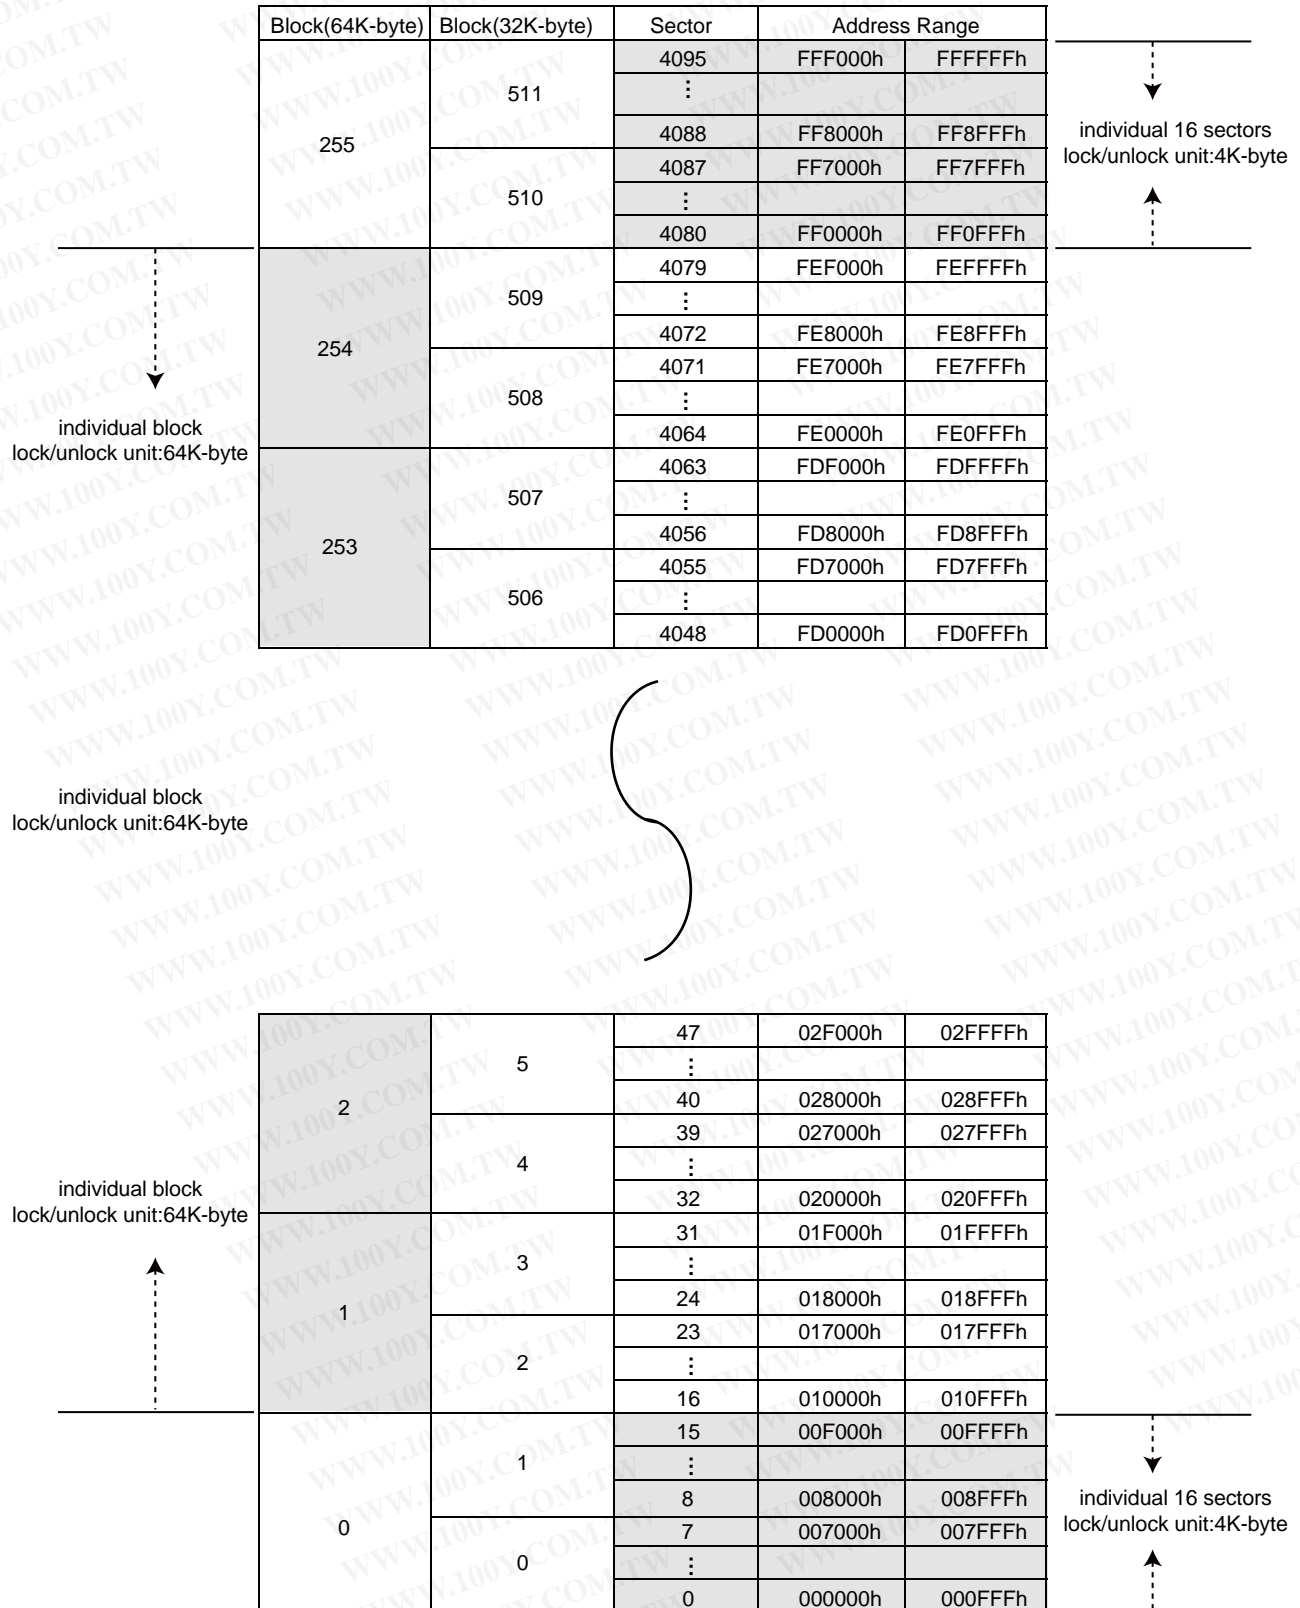 Block(64K-byte) Block(32K-byte) Sector Address Range
255
511
4095 FFF000h FFFFFFh
⋮
4088 FF8000h FF8FFFh
510
4087 FF7000h FF7FFFh
⋮
4080 FF0000h FF0FFFh
individual 16 sectors
lock/unlock unit:4K-byte
254
509
4079 FEF000h FEFFFFh
⋮
4072 FE8000h FE8FFFh
508
4071 FE7000h FE7FFFh
⋮
4064 FE0000h FE0FFFh
individual block
lock/unlock unit:64K-byte
253
507
4063 FDF000h FDFFFFh
⋮
4056 FD8000h FD8FFFh
506
4055 FD7000h FD7FFFh
⋮
4048 FD0000h FD0FFFh
individual block
lock/unlock unit:64K-byte
2
5
47 02F000h 02FFFFh
⋮
40 028000h 028FFFh
4
39 027000h 027FFFh
⋮
32 020000h 020FFFh
individual block
lock/unlock unit:64K-byte
1
3
31 01F000h 01FFFFh
⋮
24 018000h 018FFFh
2
23 017000h 017FFFh
⋮
16 010000h 010FFFh
0
1
15 00F000h 00FFFFh
⋮
8 008000h 008FFFh
0
7 007000h 007FFFh
⋮
0 000000h 000FFFh
individual 16 sectors
lock/unlock unit:4K-byte
WWW.100Y.COM.TW